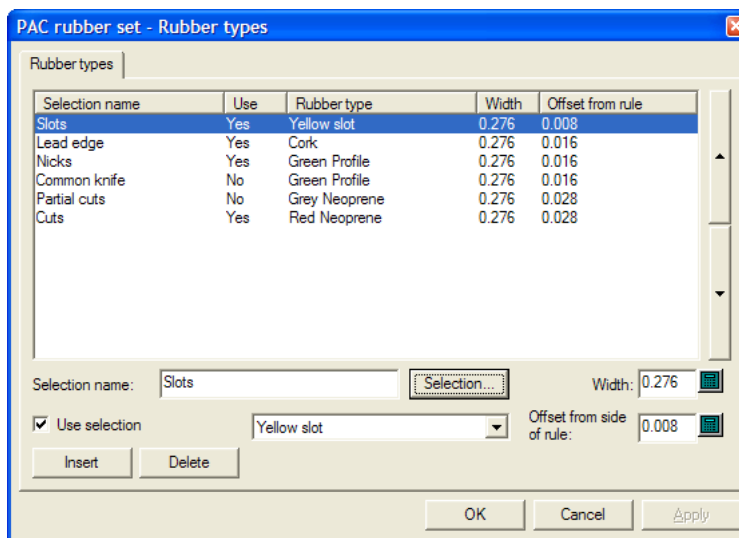 PAC rubber set - Rubber types
Rubber types
Selection name Use Rubber type Width Offset from rule
Slots Yes Yellow slot 0.276 0.008
Lead edge Yes Cork 0.276 0.016
Nicks Yes Green Profile 0.276 0.016
Common knife No Green Profile 0.276 0.016
Partial cuts No Grey Neoprene 0.276 0.028
Cuts Yes Red Neoprene 0.276 0.028
Selection name: Slots Selection... Width: 0.276
Use selection Yellow slot Offset from side
of rule: 0.008
Insert Delete
OK Cancel Apply